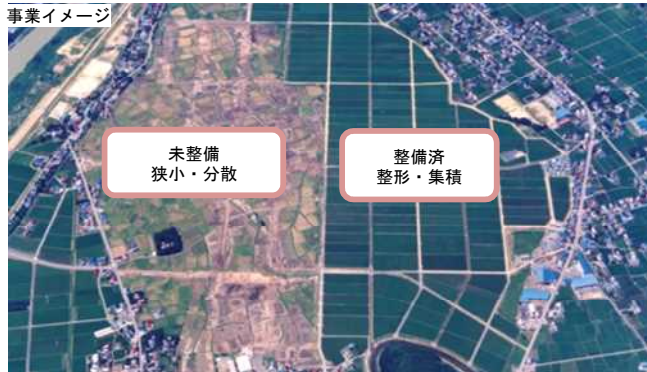 事業イメージ
未整備
狭小・分散
整備済
整形・集積